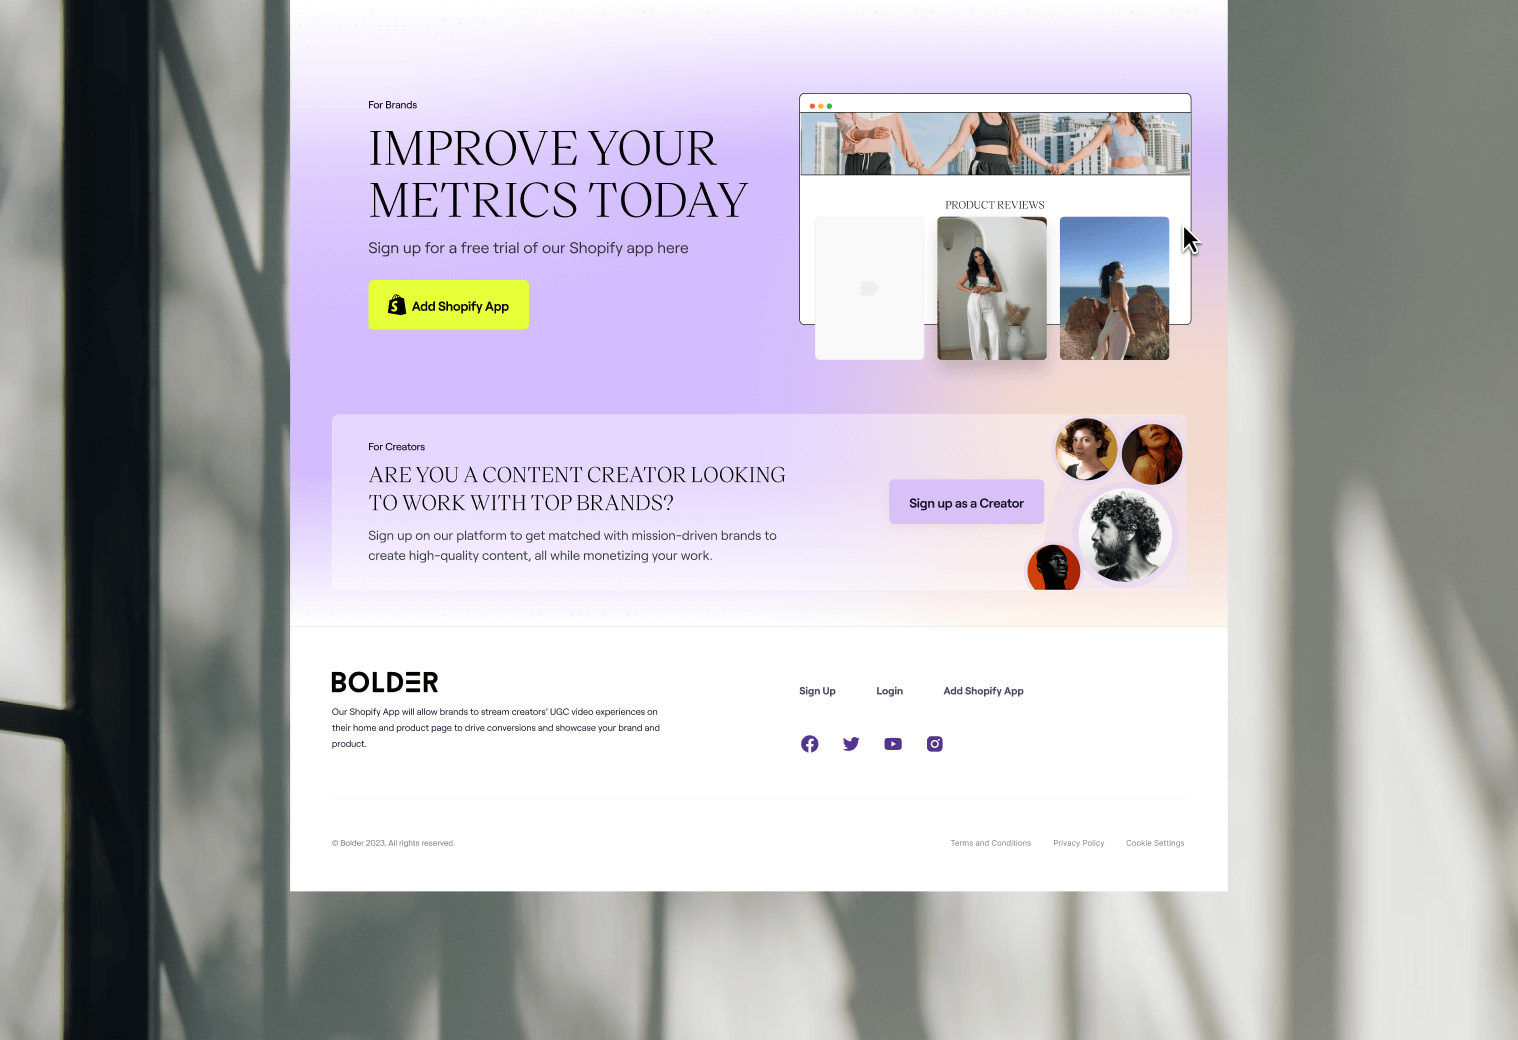 For Brands
IMPROVE YOUR
METRICS TODAY
Sign up for a free trial of our Shopify app here
Add Shopify App
PRODUCT REVIEWS
For Creators
ARE YOU A CONTENT CREATOR LOOKING
TO WORK WITH TOP BRANDS?
Sign up on our platform to get matched with mission-driven brands to
create high-quality content, all while monetizing your work.
Sign up as a Creator
BOLDER
Our Shopify App will allow brands to stream creators' UGC video experiences on
their home and product page to drive conversions and showcase your brand and
product.
Sign Up
Login
Add Shopify App
© Bolder 2023. All rights reserved.
Terms and Conditions
Privacy Policy
Cookie Settings